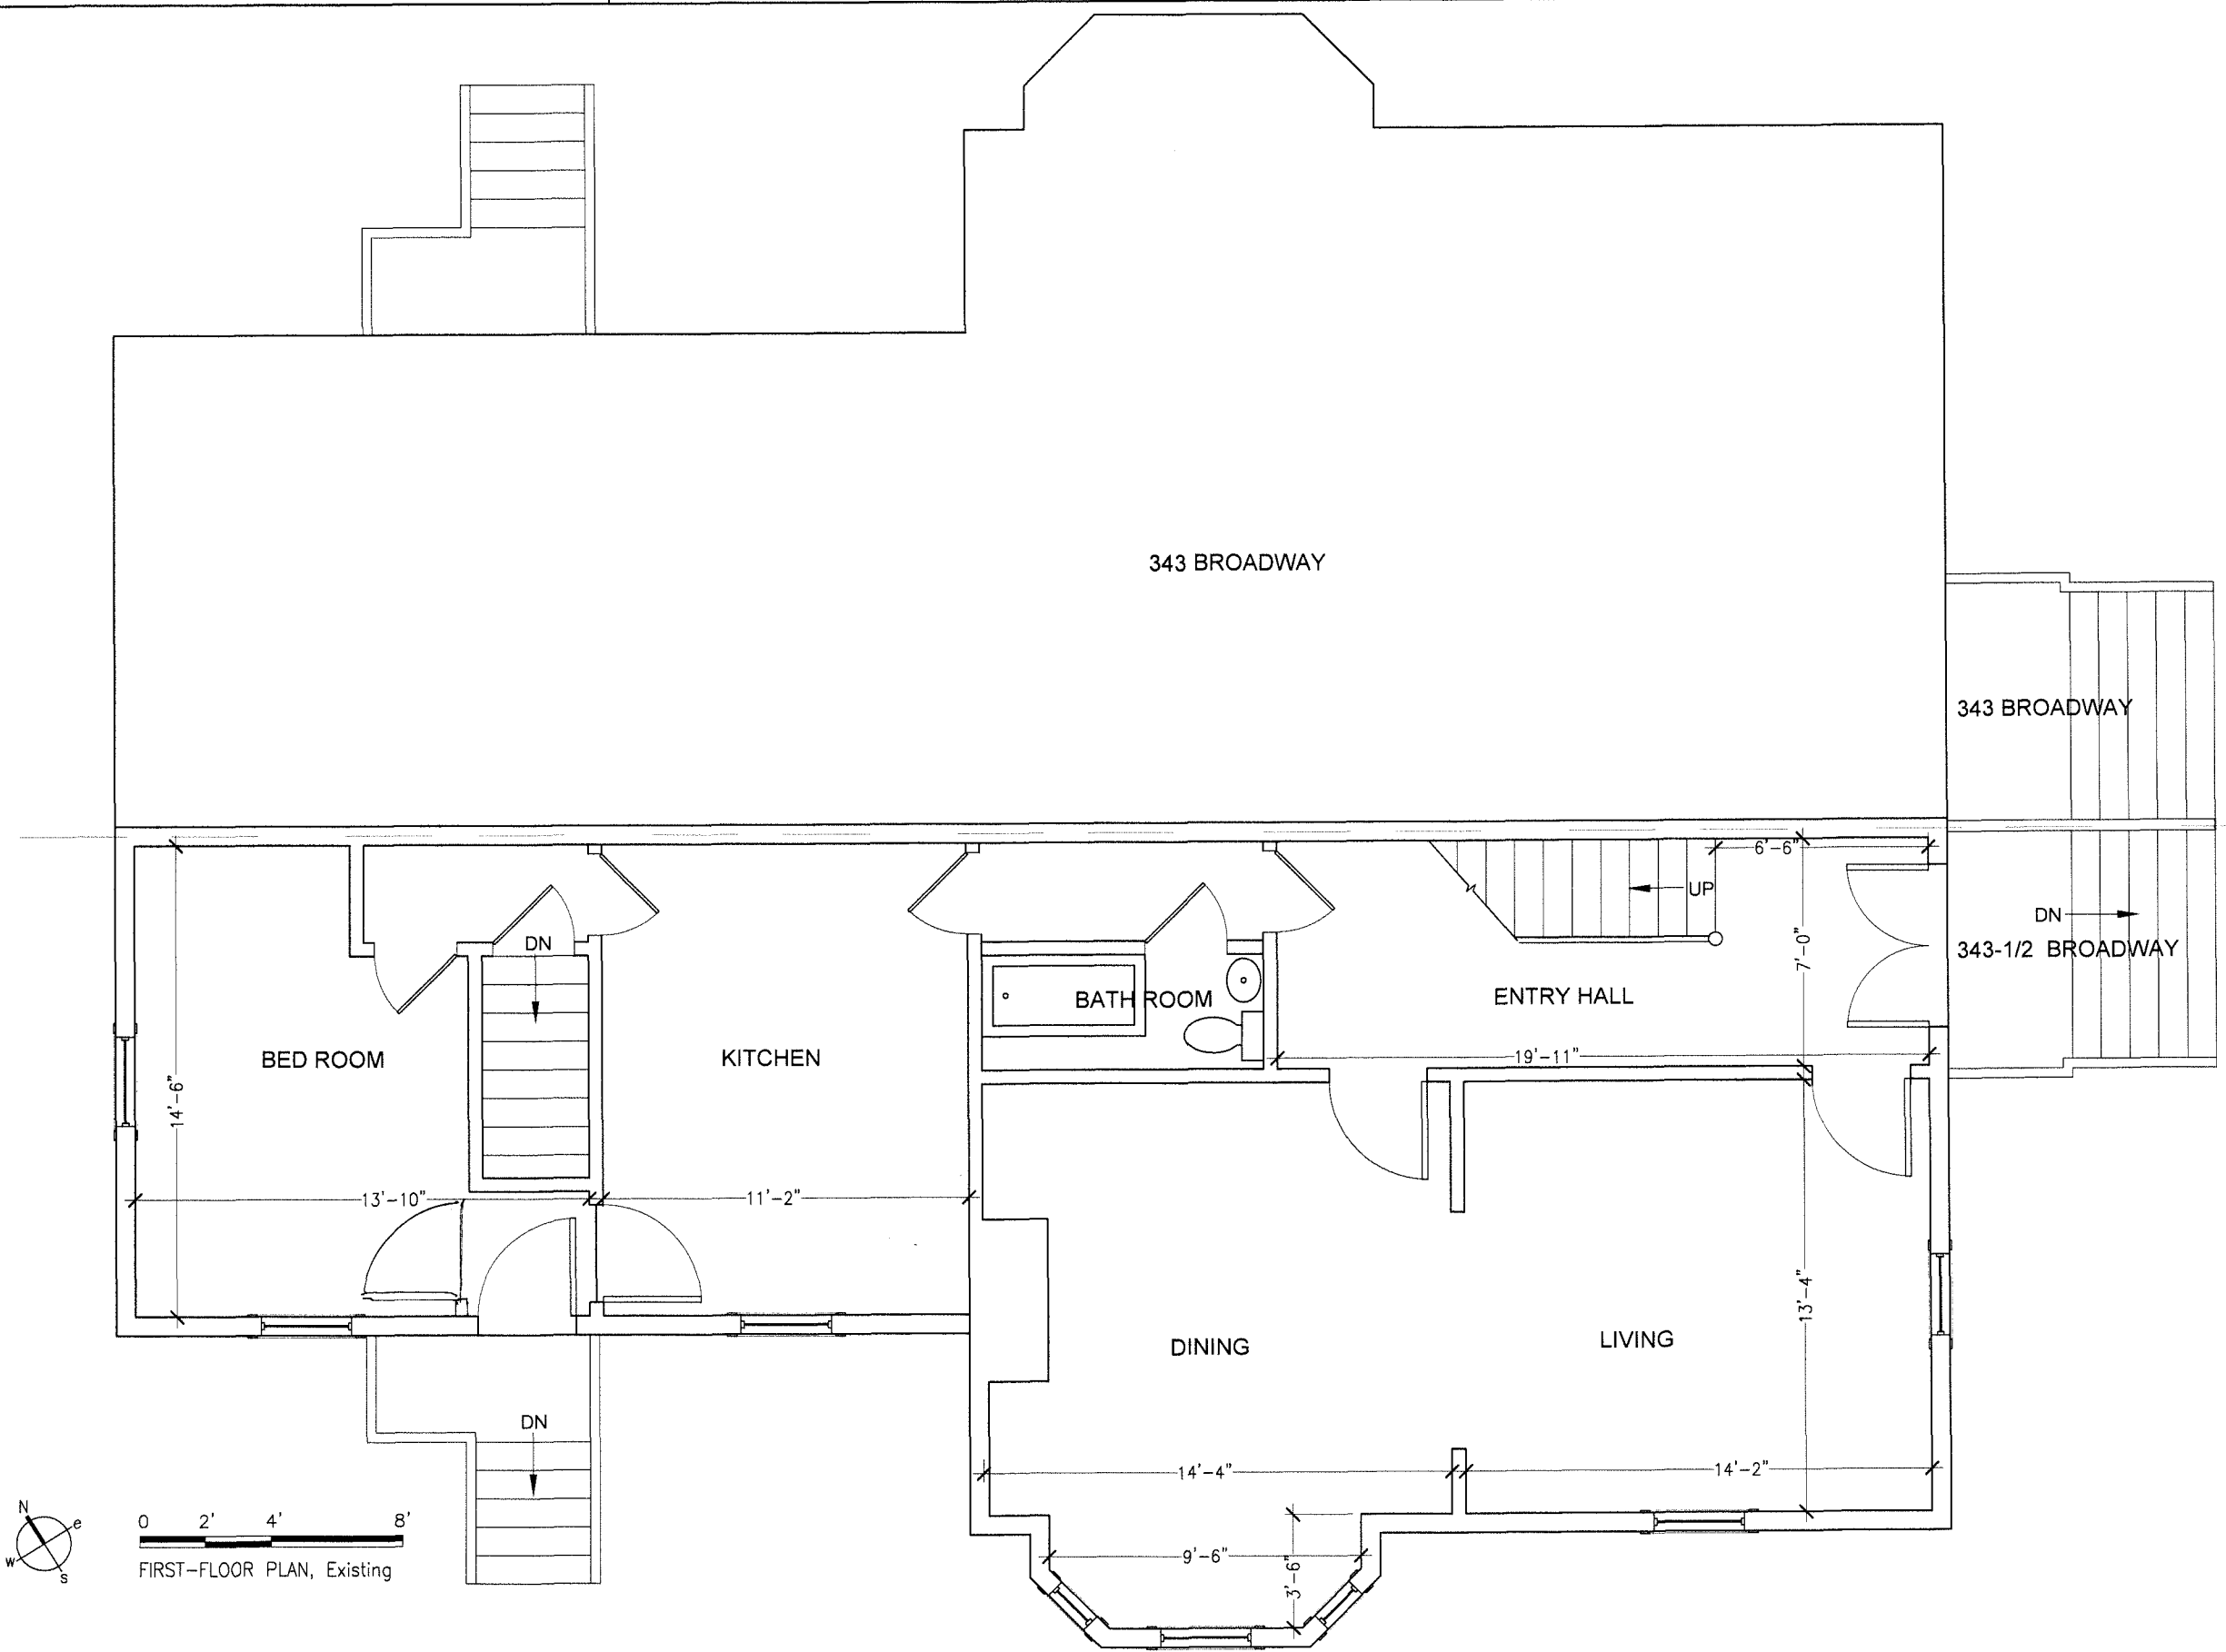 343 BROADWAY
343 BROADWAY
6'-6"
UP
DN
DN
7'-0"
343-1/2 BROADWAY
BATH ROOM
ENTRY HALL
BED ROOM
KITCHEN
19'-11"
14'-6"
13'-10"
11'-2"
13'-4"
DINING
LIVING
DN
14'-4"
14'-2"
N
e
w
s
0 2' 4' 8'
9'-6"
3'-6"
FIRST-FLOOR PLAN, Existing